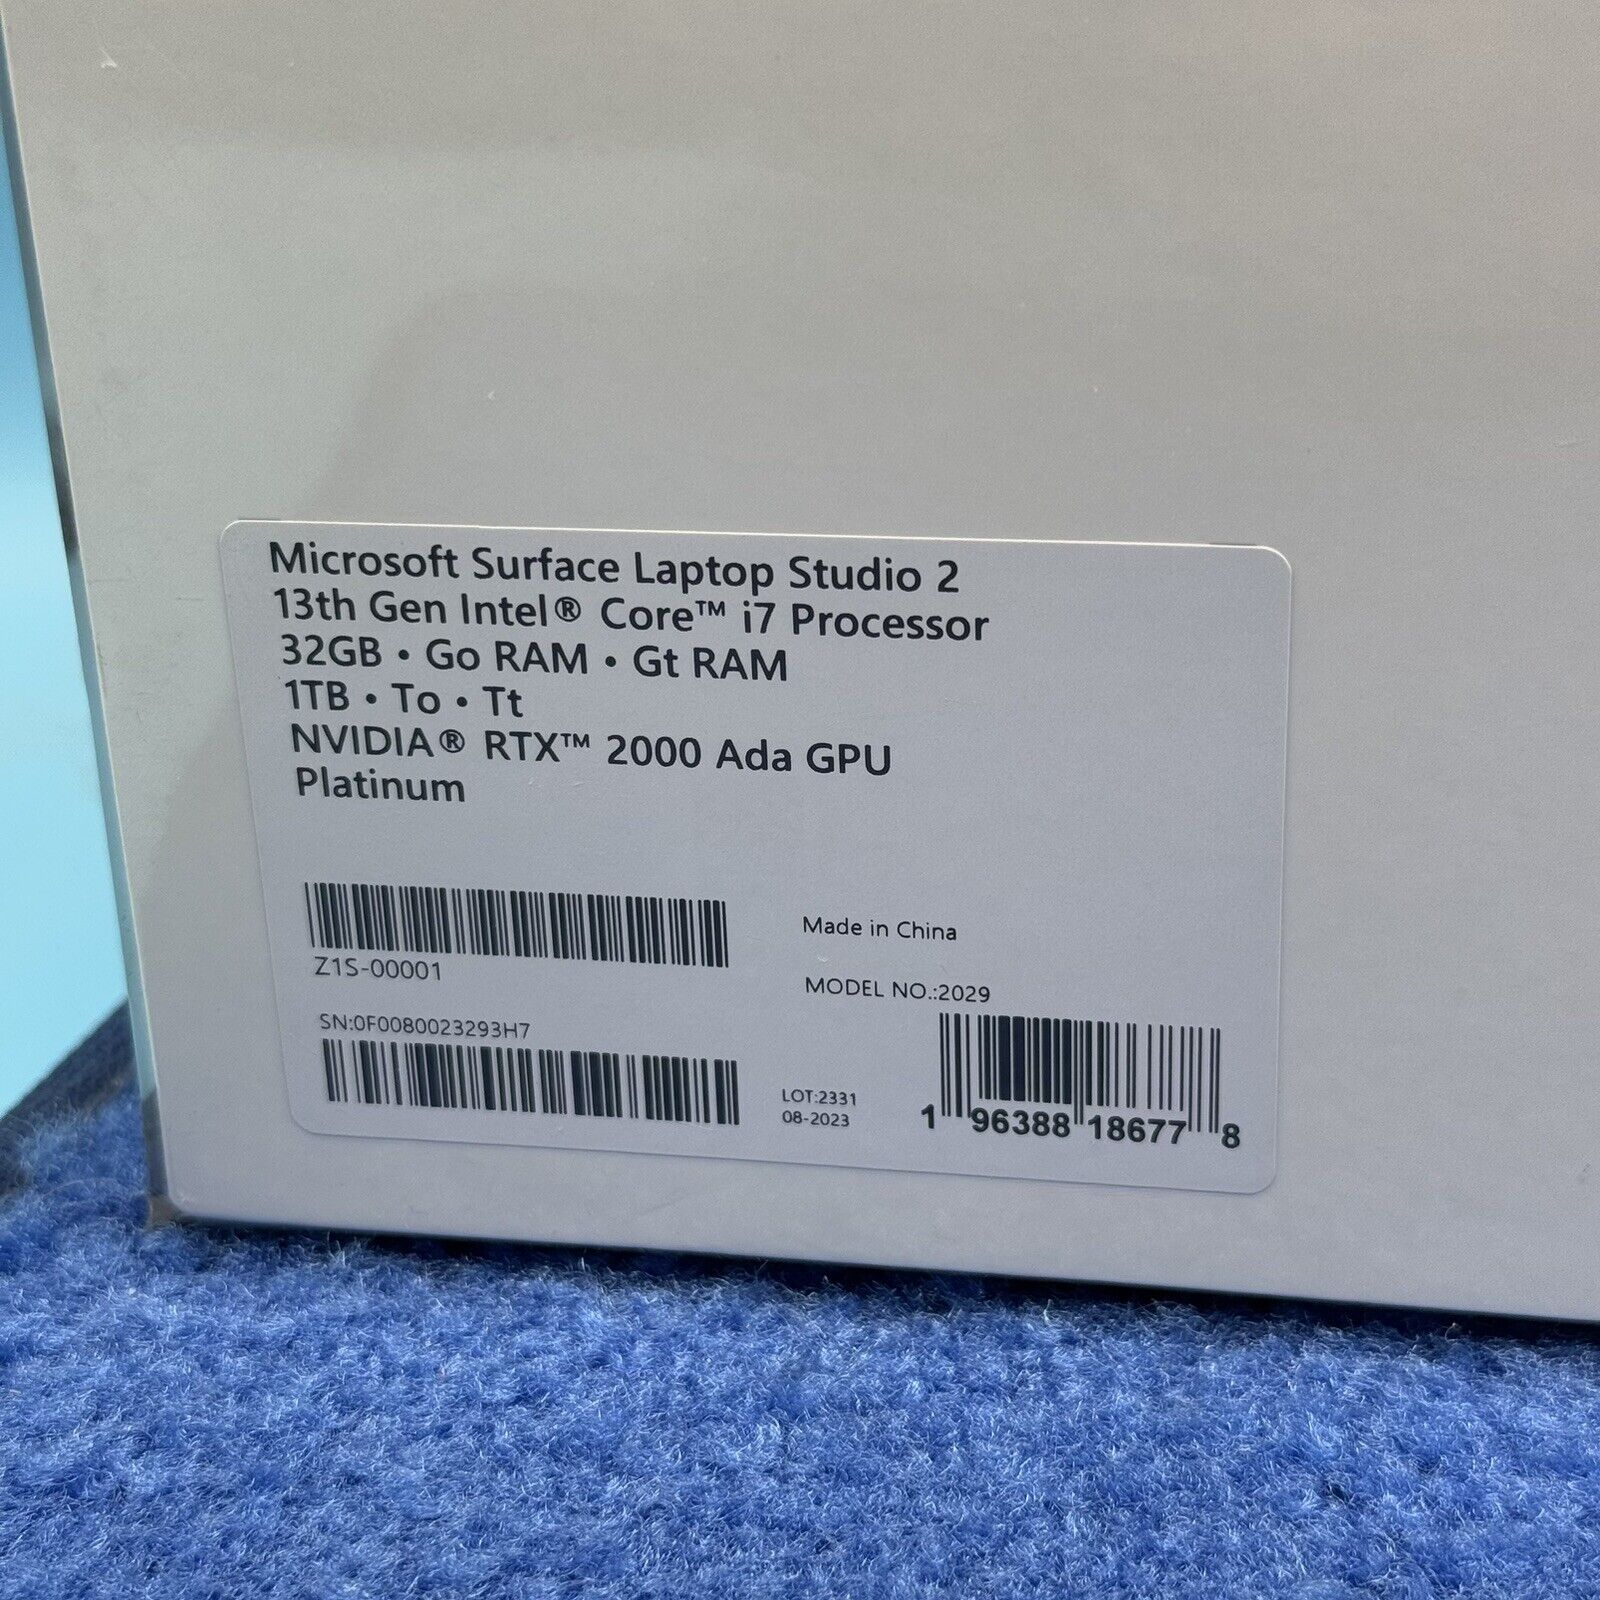 Microsoft Surface Laptop Studio 2
13th Gen Intel® Core™ i7 Processor
32GB • Go RAM • Gt RAM
1TB • To • Tt
NVIDIA® RTX™ 2000 Ada GPU
Platinum
Z1S-00001
Made in China
MODEL NO.:2029
SN:0F0080023293H7
LOT:2331
08-2023
1 96388 18677 8